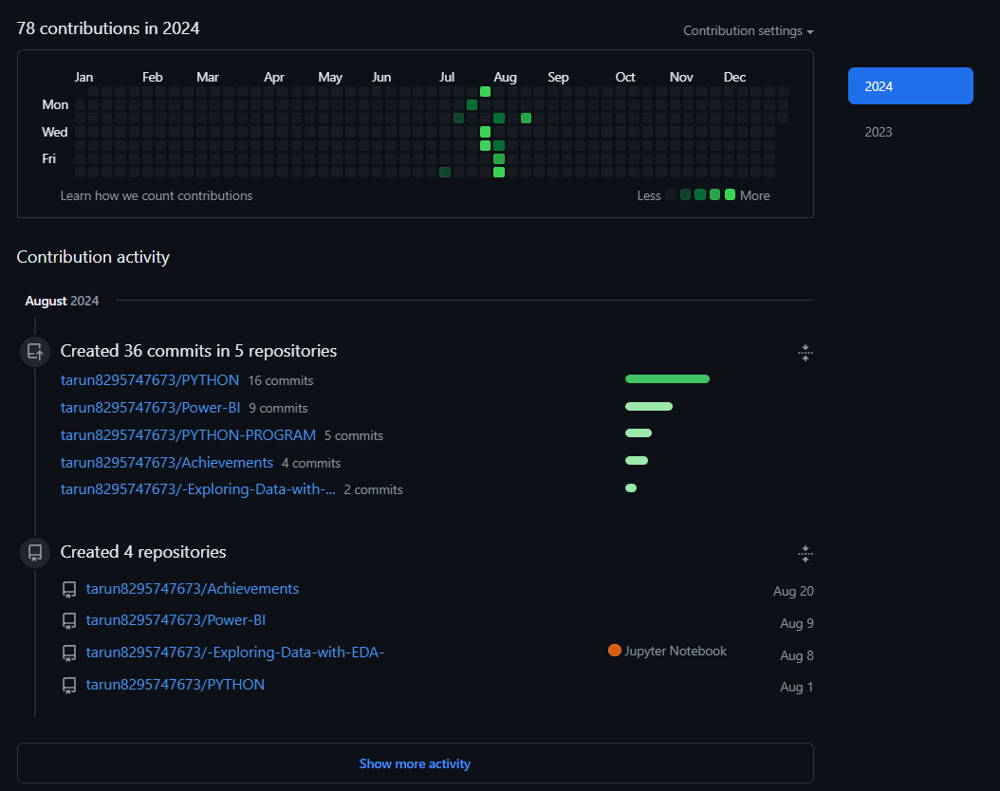 78 contributions in 2024
Contribution settings
Jan Feb Mar Apr May Jun Jul Aug Sep Oct Nov Dec
Mon
Wed
Fri
Learn how we count contributions
Less More
2024
2023
Contribution activity
August 2024
Created 36 commits in 5 repositories
tarun8295747673/PYTHON 16 commits
tarun8295747673/Power-BI 9 commits
tarun8295747673/PYTHON-PROGRAM 5 commits
tarun8295747673/Achievements 4 commits
tarun8295747673/-Exploring-Data-with-... 2 commits
Created 4 repositories
tarun8295747673/Achievements Aug 20
tarun8295747673/Power-BI Aug 9
tarun8295747673/-Exploring-Data-with-EDA- Jupyter Notebook Aug 8
tarun8295747673/PYTHON Aug 1
Show more activity